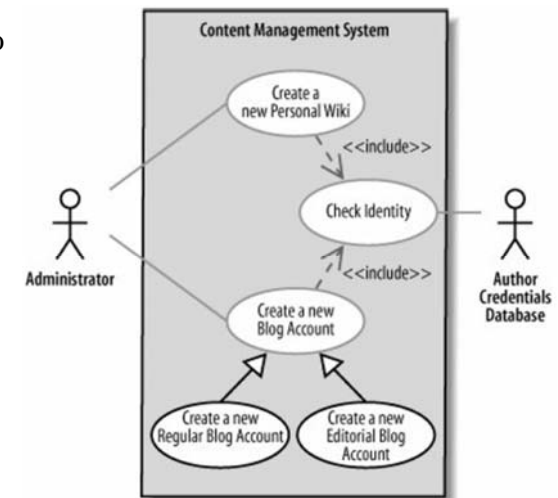 o
Content Management System
Create a
new Personal Wiki
<<include>>
Check Identity
Administrator
Author
Credentials
Database
<<include>>
Create a new
Blog Account
Create a new
Regular Blog Account
Create a new
Editorial Blog
Account